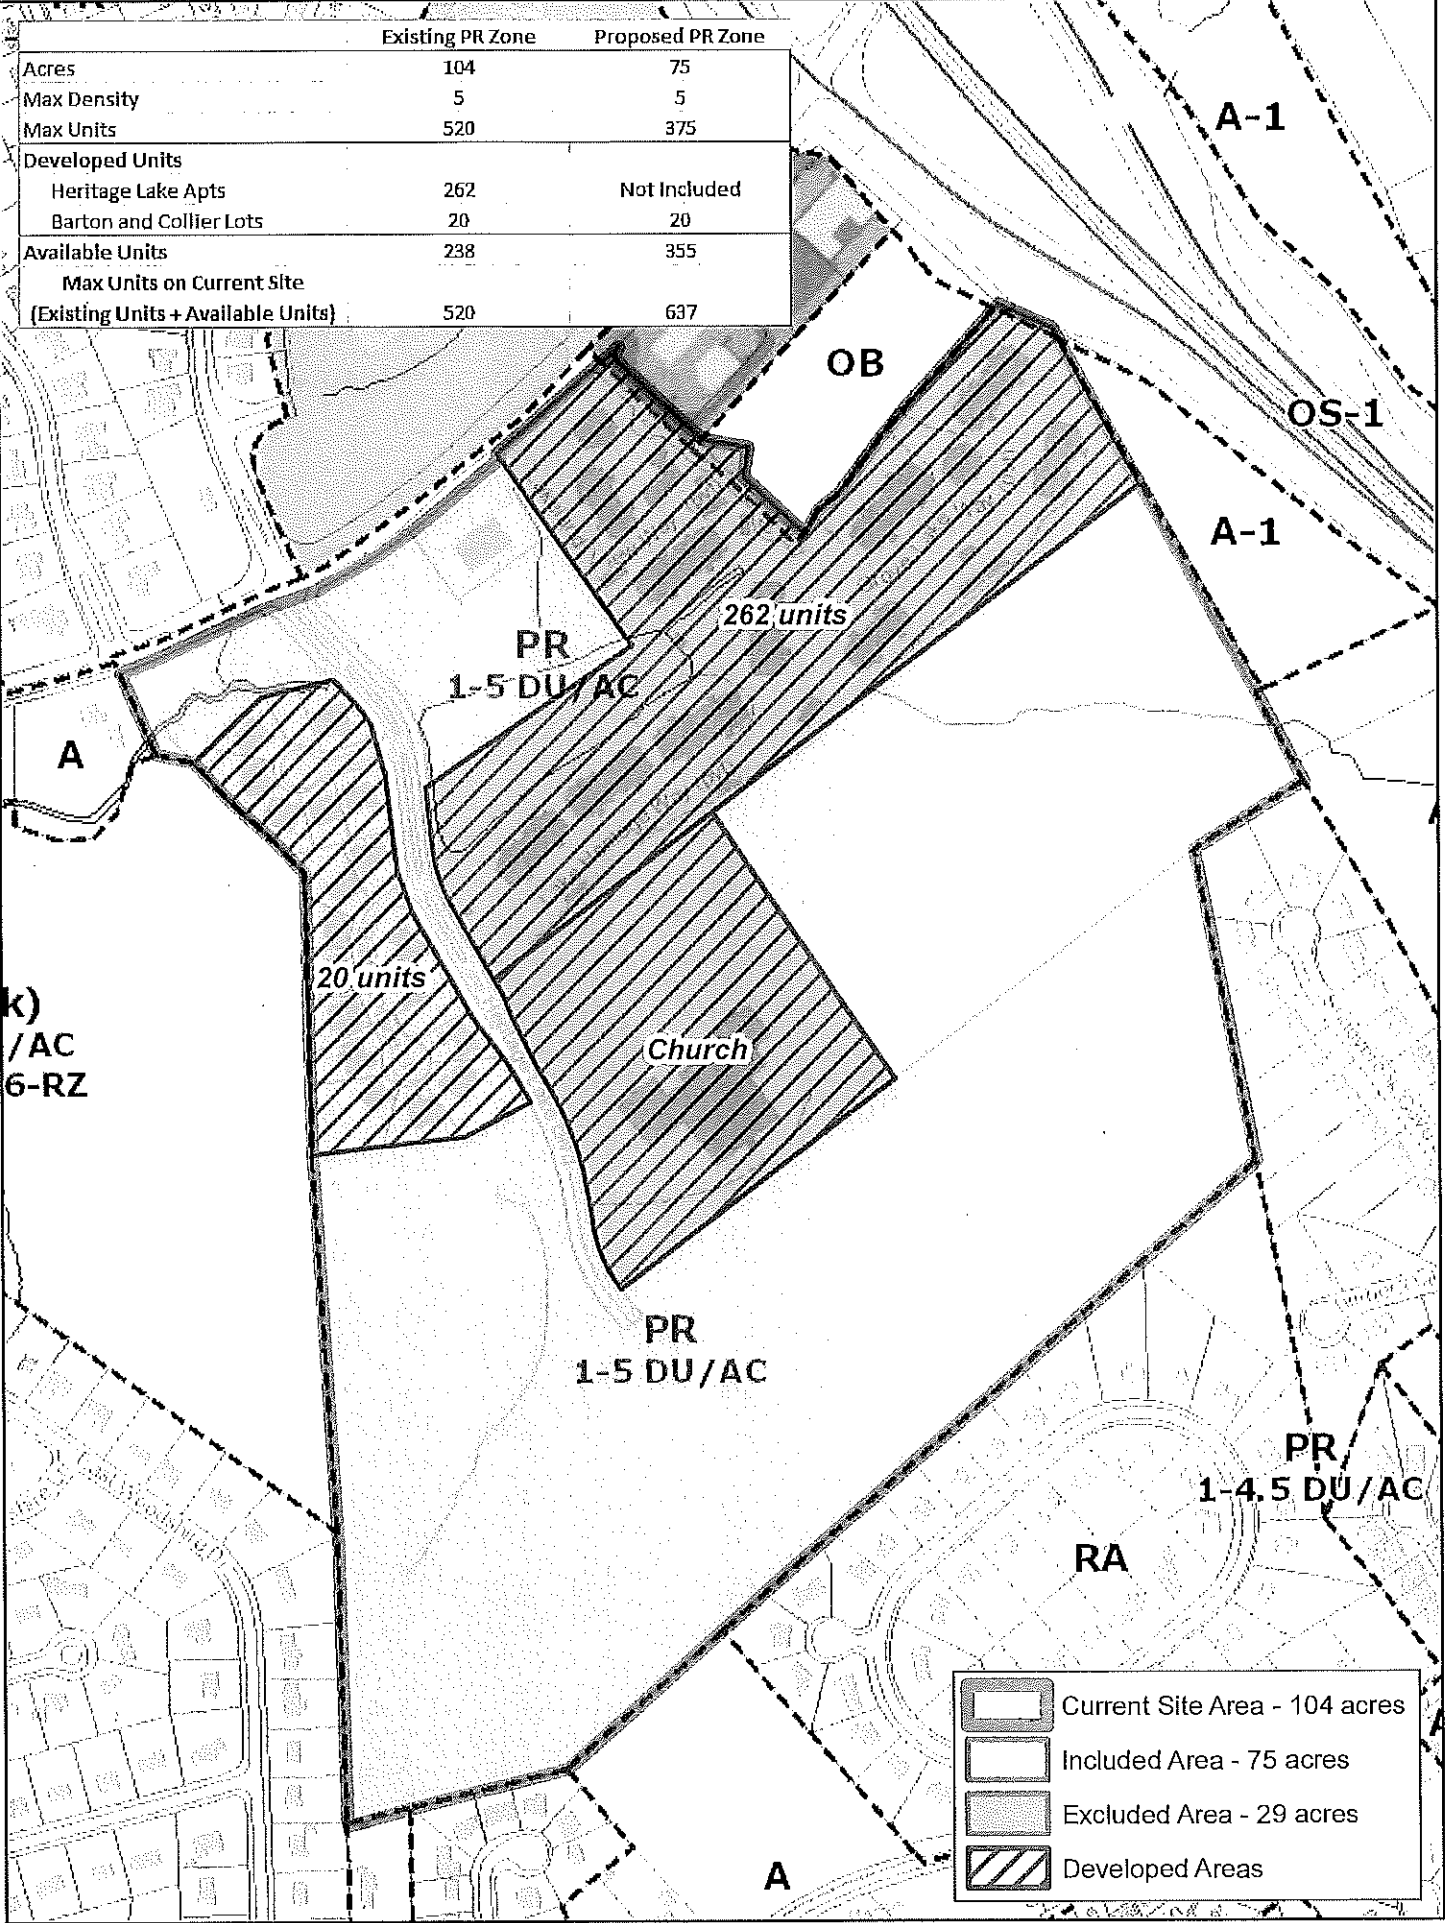 Existing PR Zone Proposed PR Zone
Acres 104 75
Max Density 5 5
Max Units 520 375
Developed Units
Heritage Lake Apts 262 Not Included
Barton and Collier Lots 20 20
Available Units 238 355
Max Units on Current Site
(Existing Units + Available Units) 520 637
A-1
OB
OS-1
A-1
262 units
PR
1-5 DU/AC
A
20 units
k)
/AC
6-RZ
Church
PR
1-5 DU/AC
PR
1-4.5 DU/AC
RA
Current Site Area - 104 acres
Included Area - 75 acres
Excluded Area - 29 acres
Developed Areas
A